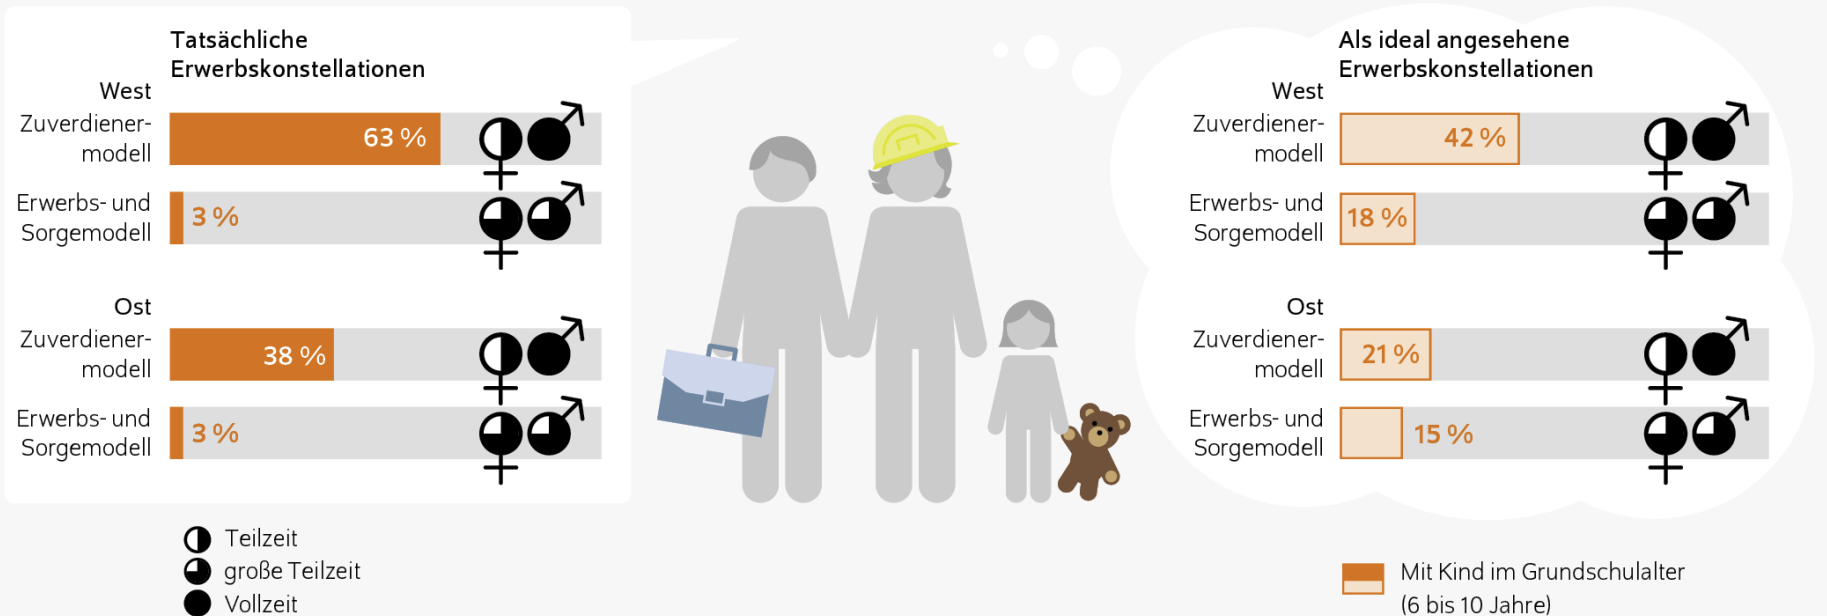 Tatsächliche
Erwerbskonstellationen
West
Zuverdiener-
modell
63 %
Erwerbs- und
Sorgemodell
3 %
Ost
Zuverdiener-
modell
38 %
Erwerbs- und
Sorgemodell
3 %
Teilzeit
große Teilzeit
Vollzeit
Als ideal angesehene
Erwerbskonstellationen
West
Zuverdiener-
modell
42 %
Erwerbs- und
Sorgemodell
18 %
Ost
Zuverdiener-
modell
21 %
Erwerbs- und
Sorgemodell
15 %
Mit Kind im Grundschulalter
(6 bis 10 Jahre)